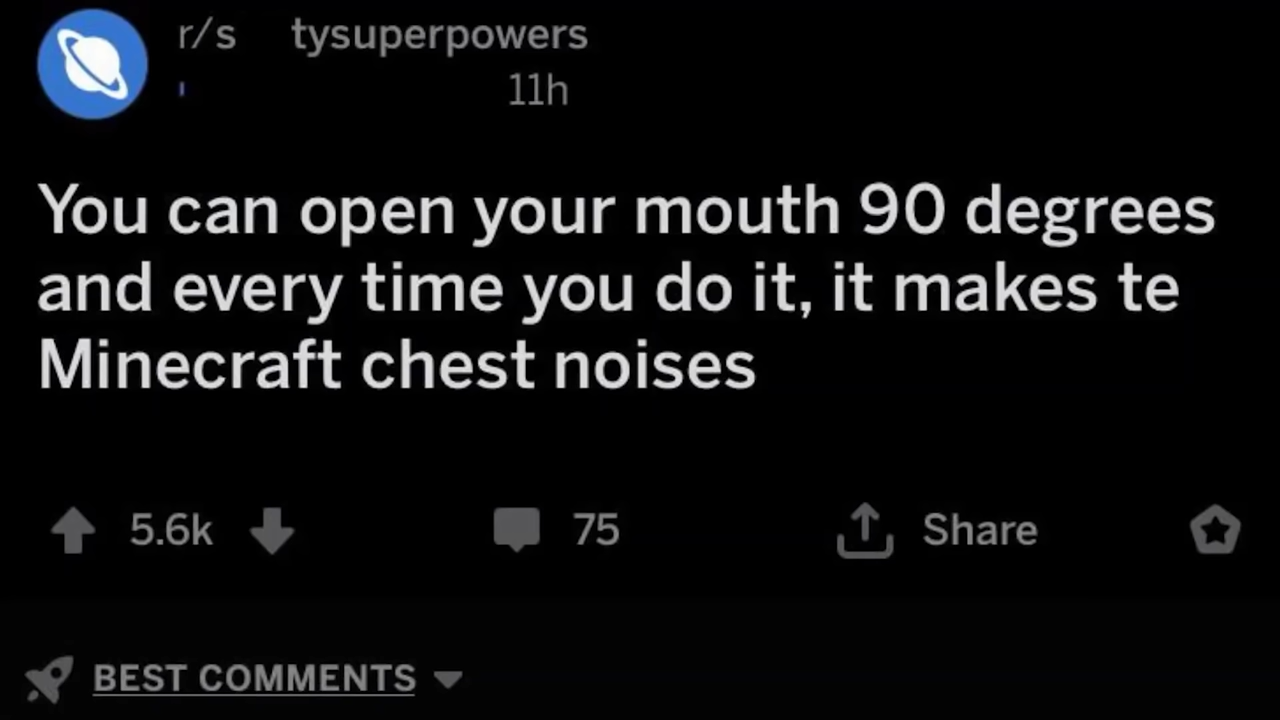 r/s tysuperpowers
11h
You can open your mouth 90 degrees
and every time you do it, it makes te
Minecraft chest noises
5.6k 75 Share
BEST COMMENTS